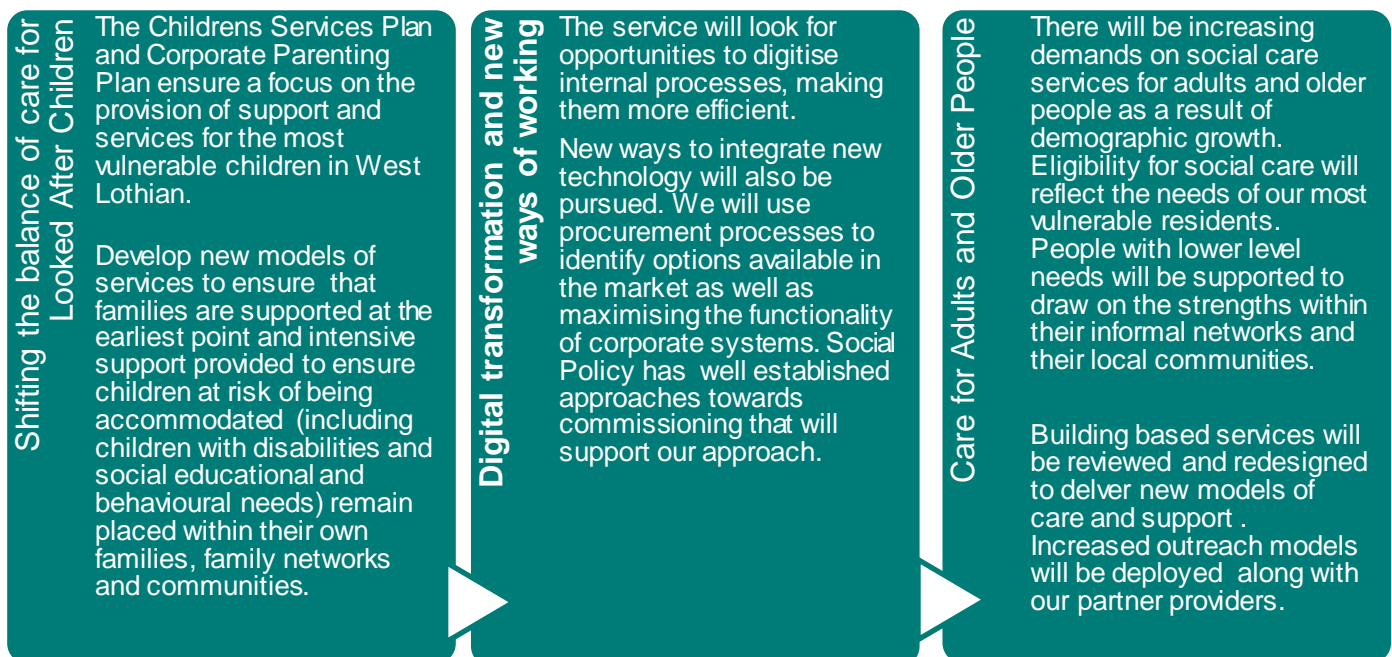 Shifting the balance of care for
Looked After Children
The Childrens Services Plan
and Corporate Parenting
Plan ensure a focus on the
provision of support and
services for the most
vulnerable children in West
Lothian.
Develop new models of
services to ensure that
families are supported at the
earliest point and intensive
support provided to ensure
children at risk of being
accommodated (including
children with disabilities and
social educational and
behavioural needs) remain
placed within their own
families, family networks
and communities.
Digital transformation and new
ways of working
The service will look for
opportunities to digitise
internal processes, making
them more efficient.
New ways to integrate new
technology will also be
pursued. We will use
procurement processes to
identify options available in
the market as well as
maximising the functionality
of corporate systems. Social
Policy has well established
approaches towards
commissioning that will
support our approach.
Care for Adults and Older People
There will be increasing
demands on social care
services for adults and older
people as a result of
demographic growth.
Eligibility for social care will
reflect the needs of our most
vulnerable residents.
People with lower level
needs will be supported to
draw on the strengths within
their informal networks and
their local communities.
Building based services will
be reviewed and redesigned
to delver new models of
care and support .
Increased outreach models
will be deployed along with
our partner providers.